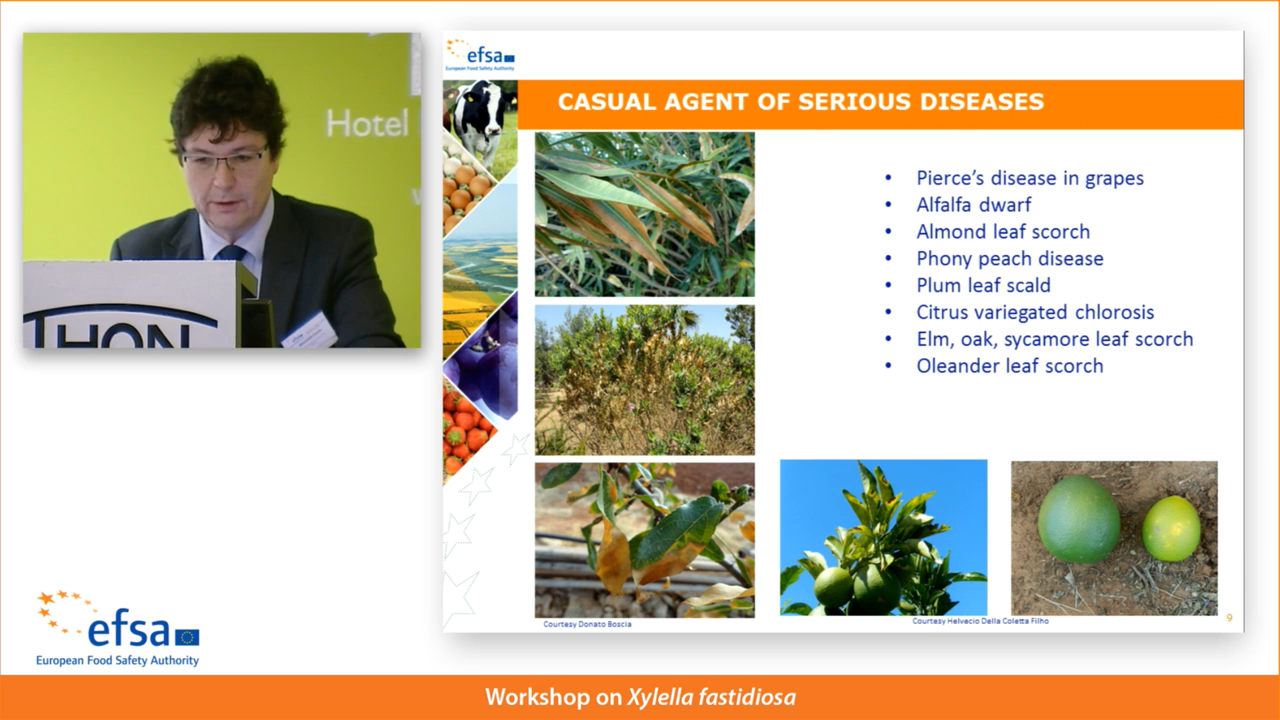 Hotel
THON
efsa
efsa
European Food Safety Authority
CASUAL AGENT OF SERIOUS DISEASES
• Pierce’s disease in grapes
• Alfalfa dwarf
• Almond leaf scorch
• Phony peach disease
• Plum leaf scald
• Citrus variegated chlorosis
• Elm, oak, sycamore leaf scorch
• Oleander leaf scorch
Courtesy Donato Boscia
Courtesy Helvecio Della Coletta Filho
9
efsa
European Food Safety Authority
Workshop on Xylella fastidiosa